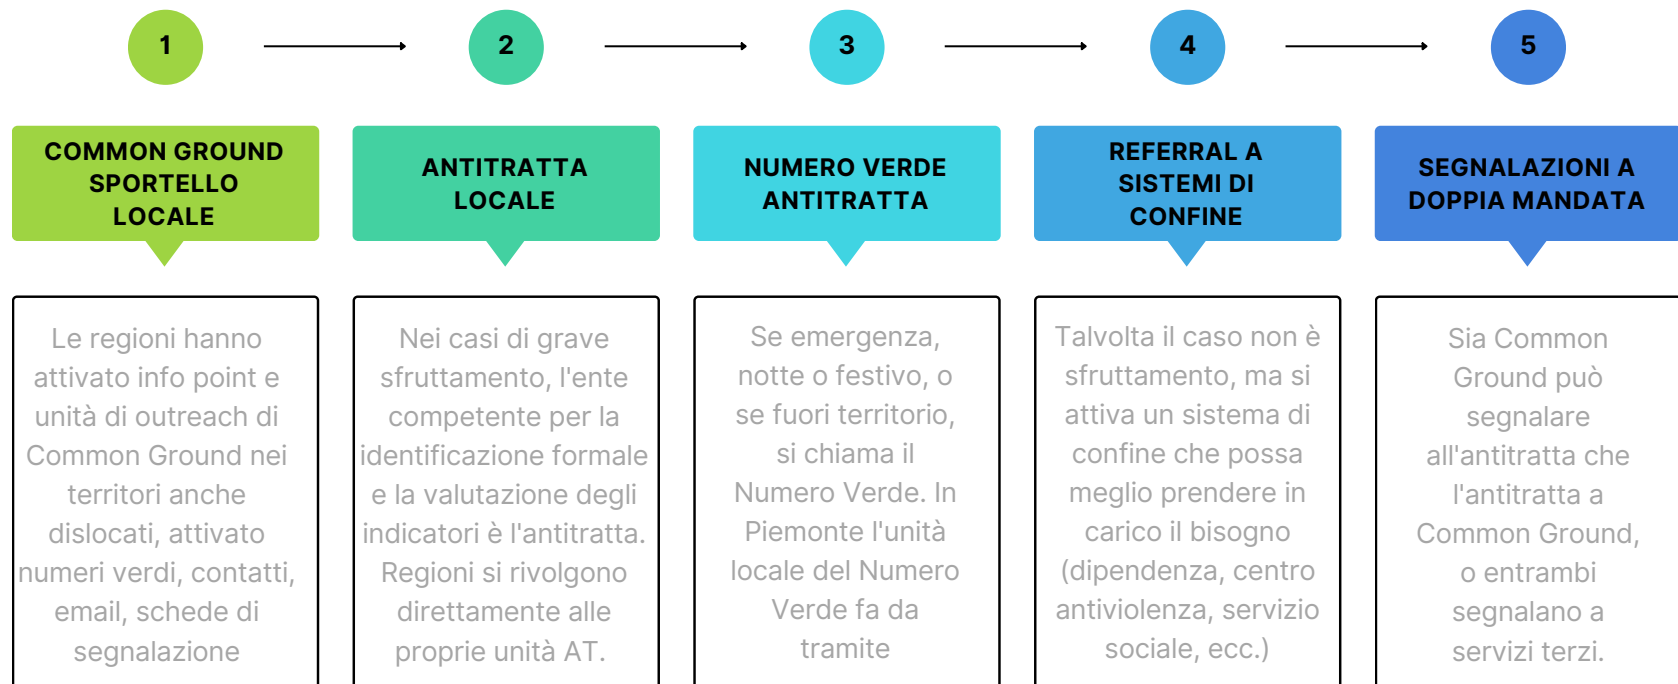 1
2
3
4
5
COMMON GROUND
SPORTELLO
LOCALE
ANTITRATTA
LOCALE
NUMERO VERDE
ANTITRATTA
REFERRAL A
SISTEMI DI
CONFINE
SEGNALAZIONI A
DOPPIA MANDATA
Le regioni hanno
attivato info point e
unità di outreach di
Common Ground nei
territori anche
dislocati, attivato
numeri verdi, contatti,
email, schede di
segnalazione
Nei casi di grave
sfruttamento, l'ente
competente per la
identificazione formale
e la valutazione degli
indicatori è l'antitratta.
Regioni si rivolgono
direttamente alle
proprie unità AT.
Se emergenza,
notte o festivo, o
se fuori territorio,
si chiama il
Numero Verde. In
Piemonte l'unità
locale del Numero
Verde fa da
tramite
Talvolta il caso non è
sfruttamento, ma si
attiva un sistema di
confine che possa
meglio prendere in
carico il bisogno
(dipendenza, centro
antiviolenza, servizio
sociale, ecc.)
Sia Common
Ground può
segnalare
all'antitratta che
l'antitratta a
Common Ground,
o entrambi
segnalano a
servizi terzi.